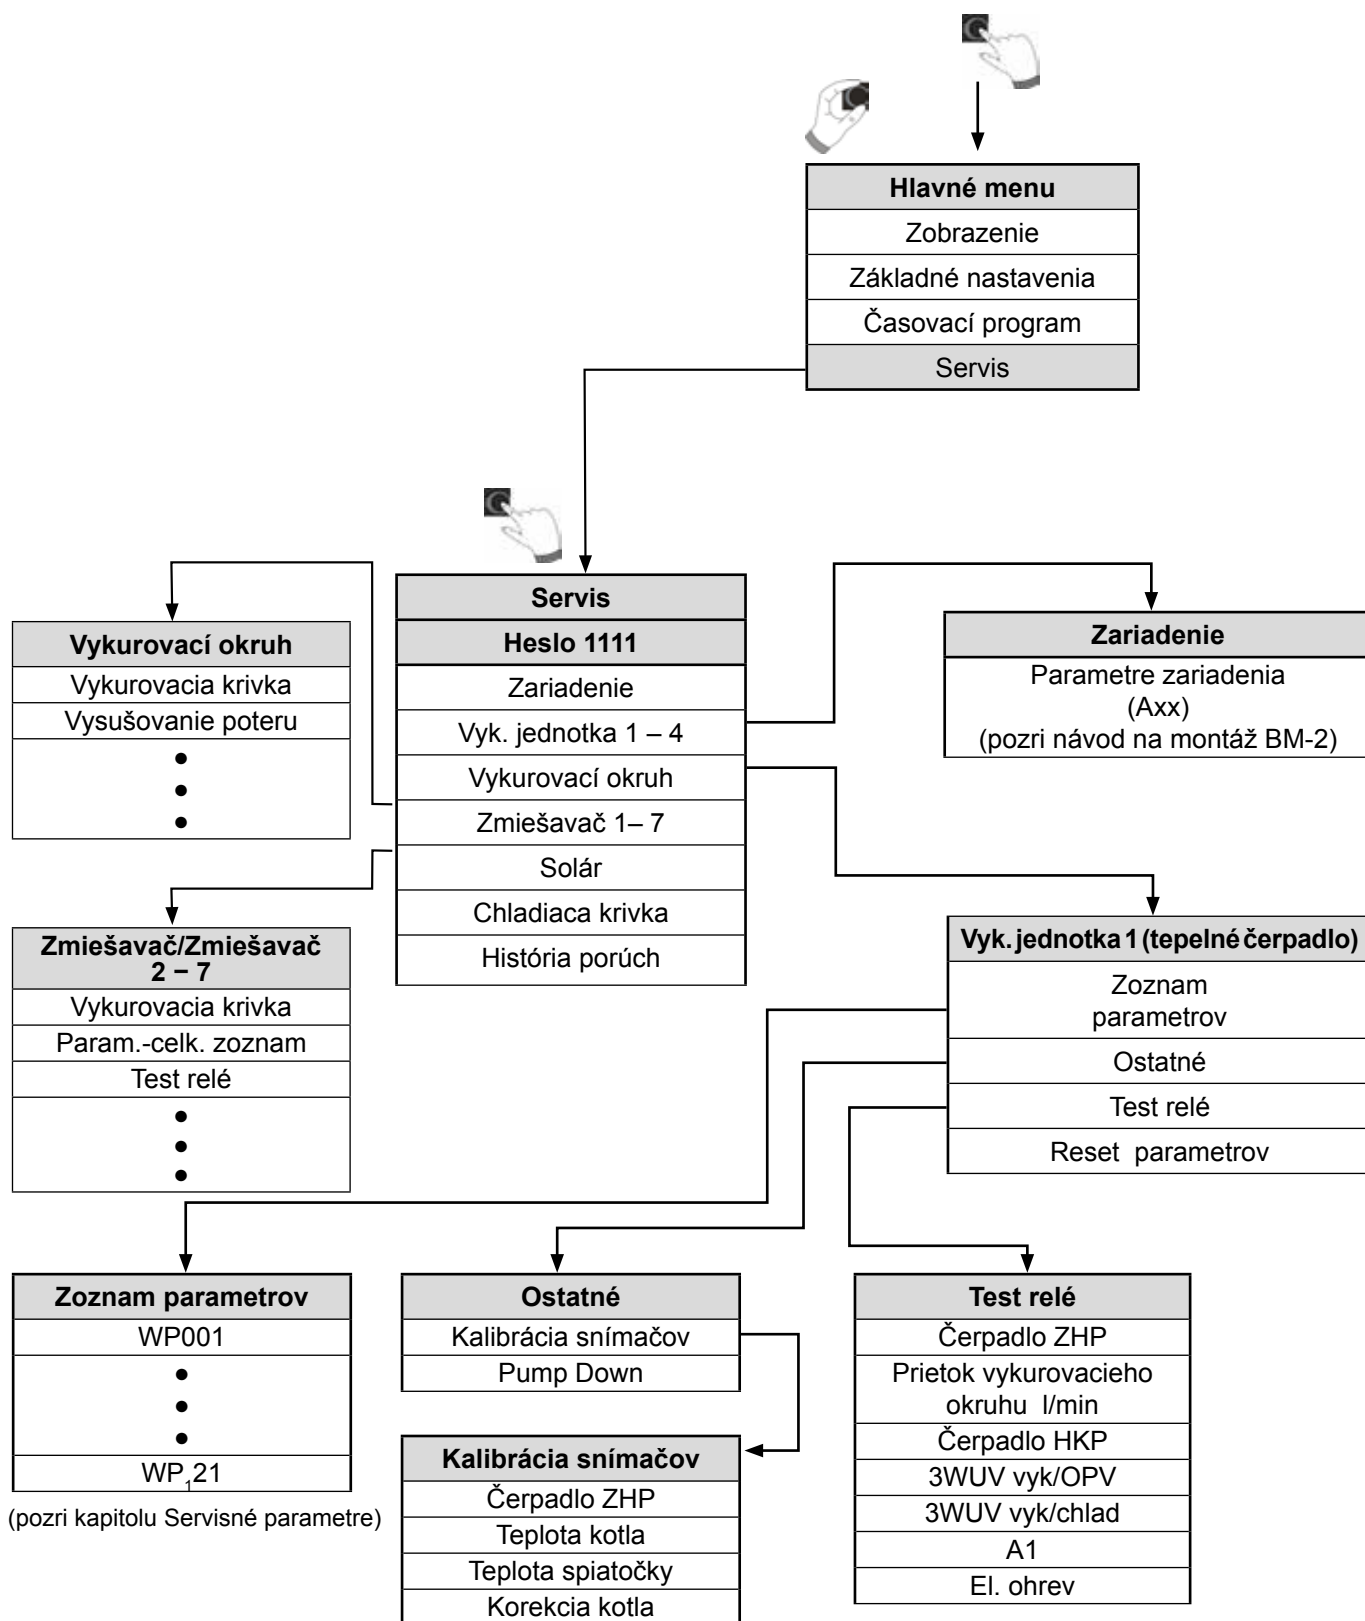 Hlavné menu
Zobrazenie
Základné nastavenia
Časovací program
Servis
Servis
Heslo 1111
Zariadenie
Vyk. jednotka 1 – 4
Vykurovací okruh
Zmiešavač 1– 7
Solár
Chladiaca krivka
História porúch
Vykurovací okruh
Vykurovacia krivka
Vysušovanie poteru
Zariadenie
Parametre zariadenia
(Axx)
(pozri návod na montáž BM-2)
Zmiešavač/Zmiešavač
2 – 7
Vykurovacia krivka
Param.-celk. zoznam
Test relé
Vyk. jednotka 1 (tepelné čerpadlo)
Zoznam
parametrov
Ostatné
Test relé
Reset parametrov
Zoznam parametrov
WP001
WP121
(pozri kapitolu Servisné parametre)
Ostatné
Kalibrácia snímačov
Pump Down
Kalibrácia snímačov
Čerpadlo ZHP
Teplota kotla
Teplota spiatočky
Korekcia kotla
Test relé
Čerpadlo ZHP
Prietok vykurovacieho
okruhu l/min
Čerpadlo HKP
3WUV vyk/OPV
3WUV vyk/chlad
A1
El. ohrev